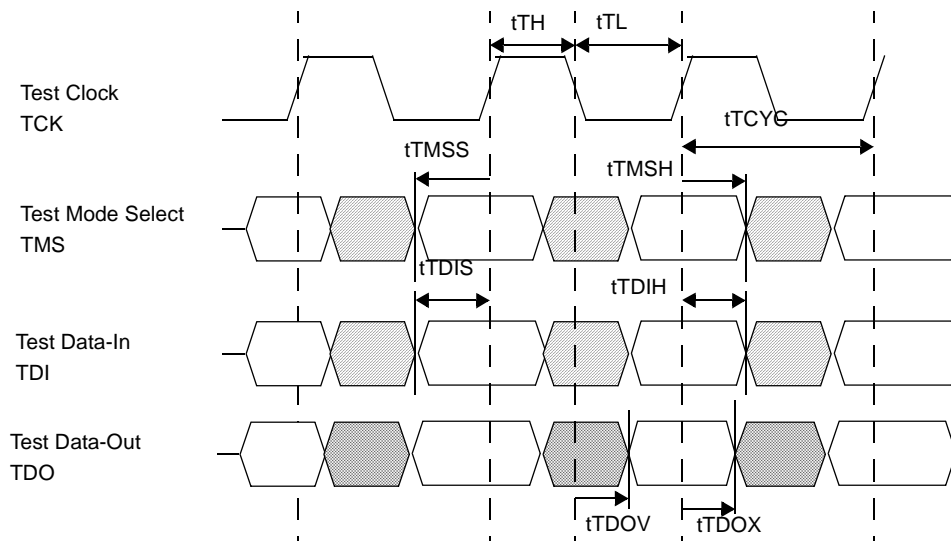 tTH
tTL
Test Clock
TCK
tTCYC
tTMSS
tTMSH
Test Mode Select
TMS
tTDIS
tTDIH
Test Data-In
TDI
Test Data-Out
TDO
tTDOV
tTDOX